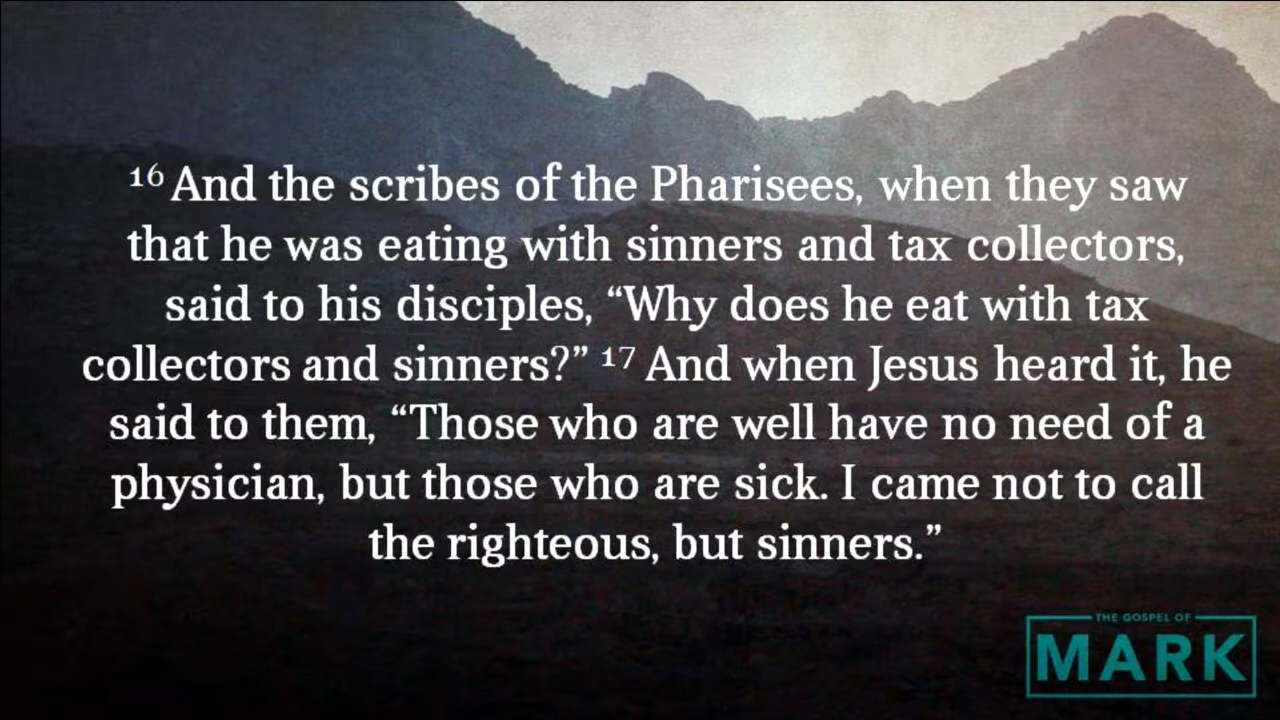 16 And the scribes of the Pharisees, when they saw
that he was eating with sinners and tax collectors,
said to his disciples, “Why does he eat with tax
collectors and sinners?” 17 And when Jesus heard it, he
said to them, “Those who are well have no need of a
physician, but those who are sick. I came not to call
the righteous, but sinners.”
THE GOSPEL OF
MARK